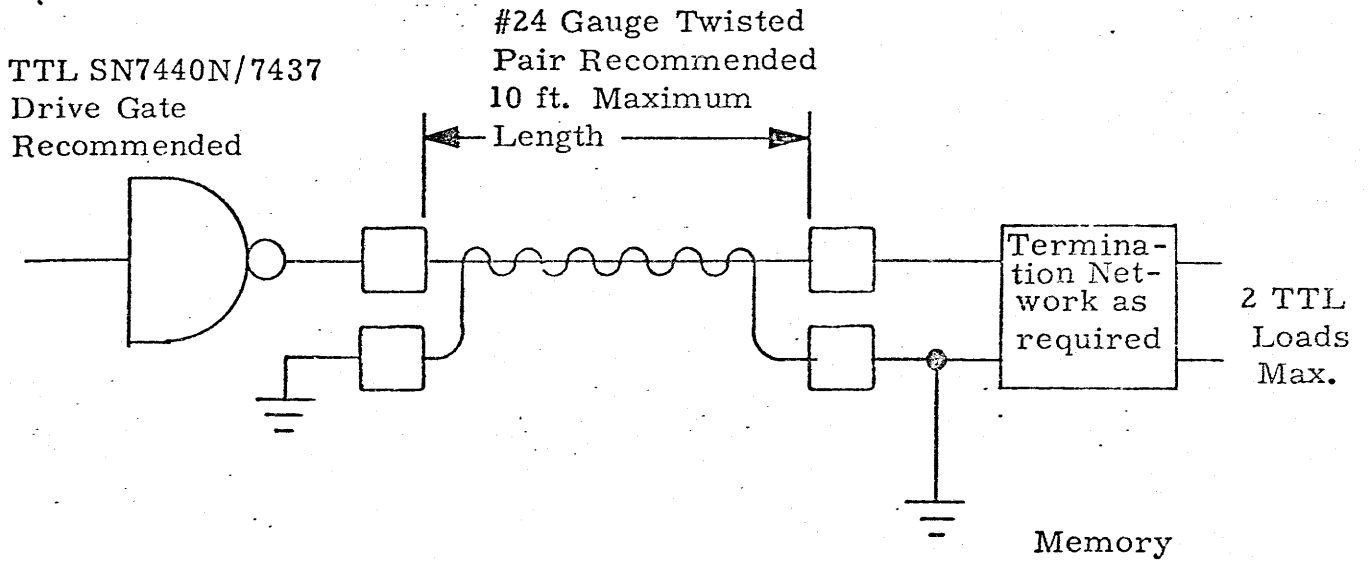 #24 Gauge Twisted
Pair Recommended
10 ft. Maximum
Length
TTL SN7440N/7437
Drive Gate
Recommended
Termina-
tion Net-
work as
required
2 TTL
Loads
Max.
Memory